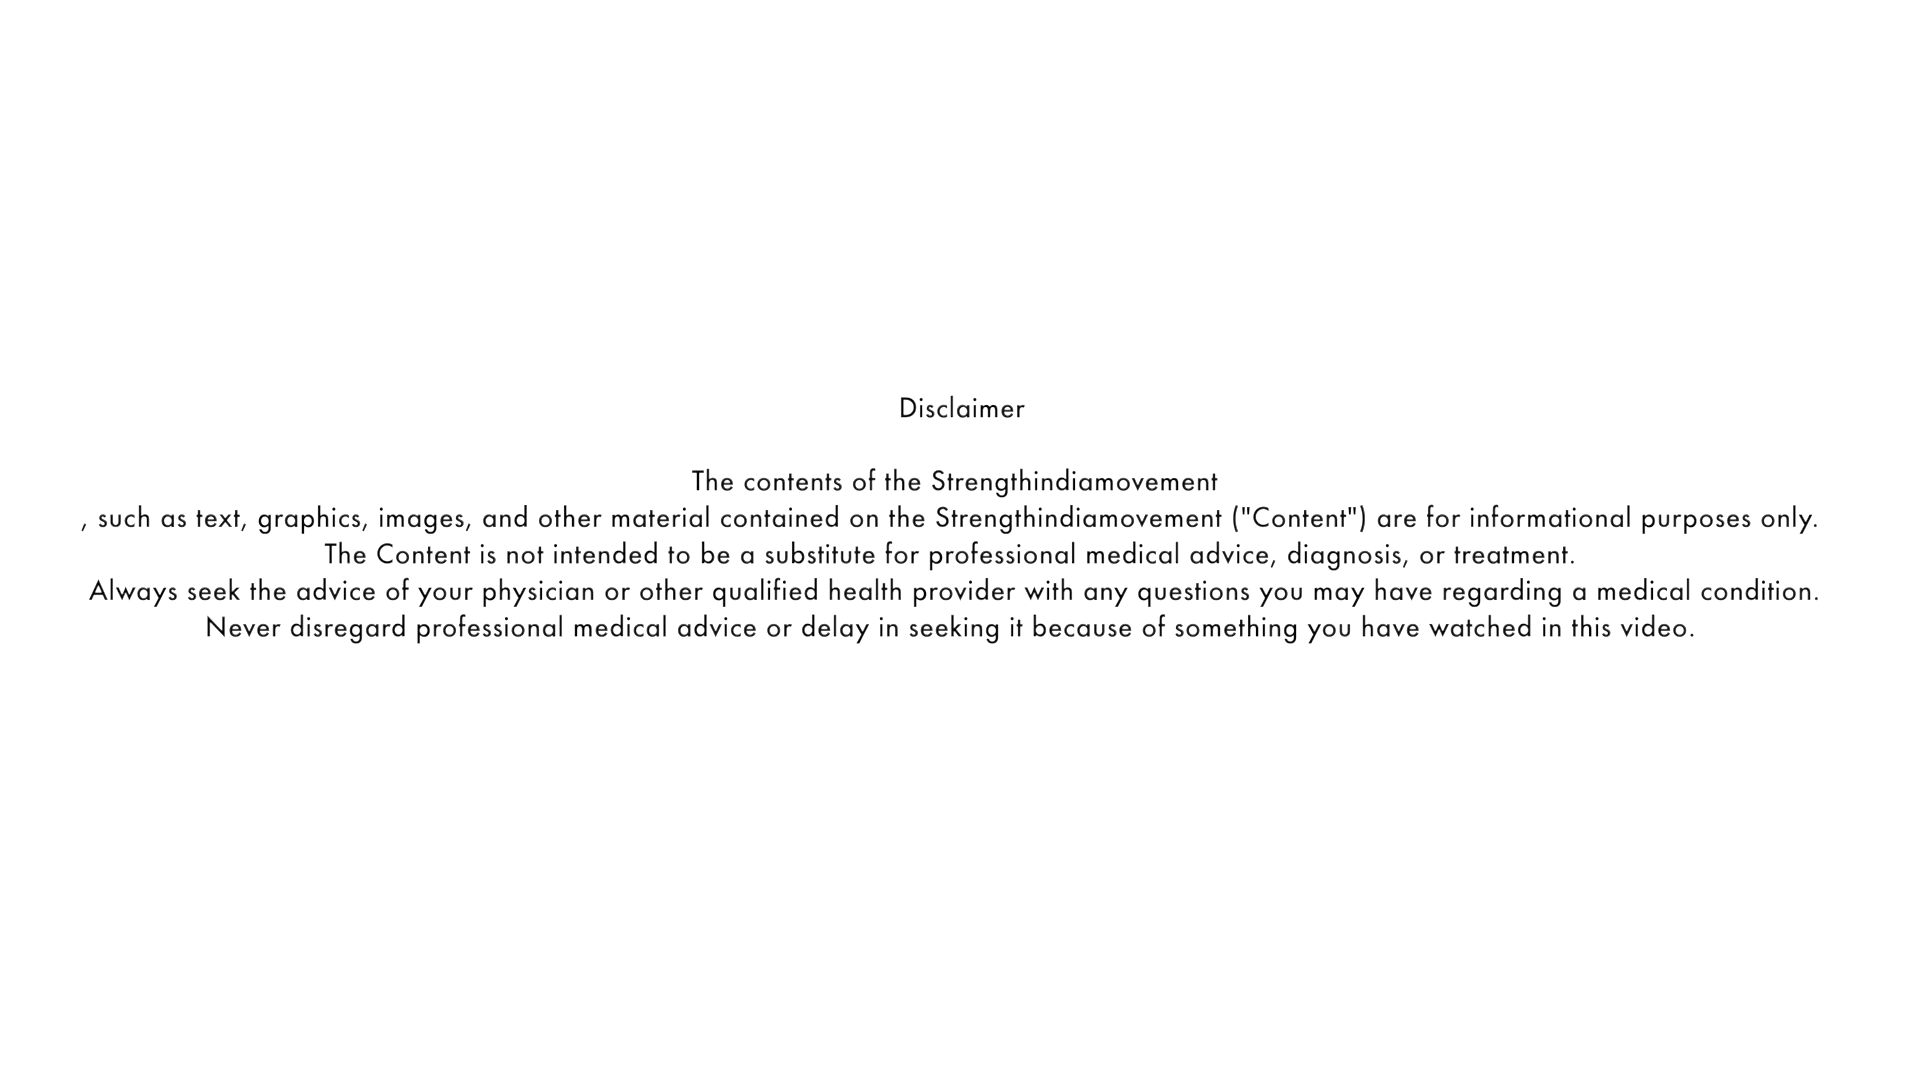 Disclaimer
The contents of the Strengthindiamovement
, such as text, graphics, images, and other material contained on the Strengthindiamovement ("Content") are for informational purposes only.
The Content is not intended to be a substitute for professional medical advice, diagnosis, or treatment.
Always seek the advice of your physician or other qualified health provider with any questions you may have regarding a medical condition.
Never disregard professional medical advice or delay in seeking it because of something you have watched in this video.